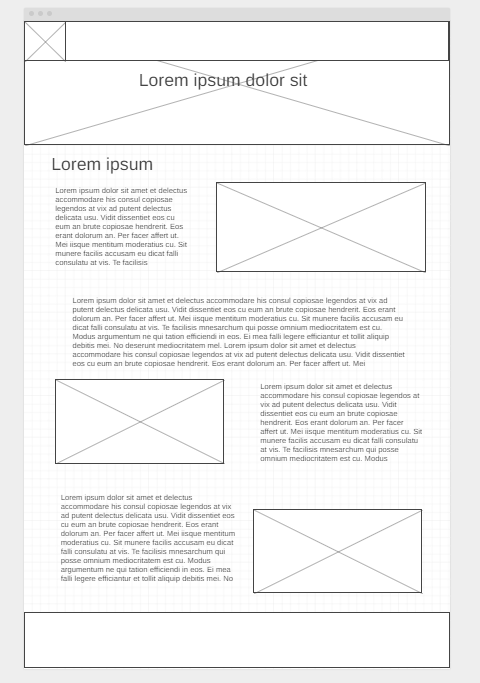 Lorem ipsum dolor sit
Lorem ipsum
Lorem ipsum dolor sit amet et delectus
accommodare his consul copiosae
legendos at vix ad putent delectus
delicata usu. Vidit dissentiet eos cu
eum an brute copiosae hendrerit. Eos
erant dolorum an. Per facer affert ut.
Mei iisque mentitum moderatius cu. Sit
munere facilis accusam eu dicat falli
consulatu at vis. Te facilisis
Lorem ipsum dolor sit amet et delectus accommodare his consul copiosae legendos at vix ad
putent delectus delicata usu. Vidit dissentiet eos cu eum an brute copiosae hendrerit. Eos erant
dolorum an. Per facer affert ut. Mei iisque mentitum moderatius cu. Sit munere facilis accusam eu
dicat falli consulatu at vis. Te facilisis mnesarchum qui posse omnium mediocritatem est cu.
Modus argumentum ne qui tation efficiendi in eos. Ei mea falli legere efficiantur et tollit aliquip
debitis mei. No deserunt mediocritatem mel. Lorem ipsum dolor sit amet et delectus
accommodare his consul copiosae legendos at vix ad putent delectus delicata usu. Vidit dissentiet
eos cu eum an brute copiosae hendrerit. Eos erant dolorum an. Per facer affert ut. Mei
Lorem ipsum dolor sit amet et delectus
accommodare his consul copiosae legendos at
vix ad putent delectus delicata usu. Vidit
dissentiet eos cu eum an brute copiosae
hendrerit. Eos erant dolorum an. Per facer
affert ut. Mei iisque mentitum moderatius cu. Sit
munere facilis accusam eu dicat falli consulatu
at vis. Te facilisis mnesarchum qui posse
omnium mediocritatem est cu. Modus
Lorem ipsum dolor sit amet et delectus
accommodare his consul copiosae legendos at vix
ad putent delectus delicata usu. Vidit dissentiet eos
cu eum an brute copiosae hendrerit. Eos erant
dolorum an. Per facer affert ut. Mei iisque mentitum
moderatius cu. Sit munere facilis accusam eu dicat
falli consulatu at vis. Te facilisis mnesarchum qui
posse omnium mediocritatem est cu. Modus
argumentum ne qui tation efficiendi in eos. Ei mea
falli legere efficiantur et tollit aliquip debitis mei. No